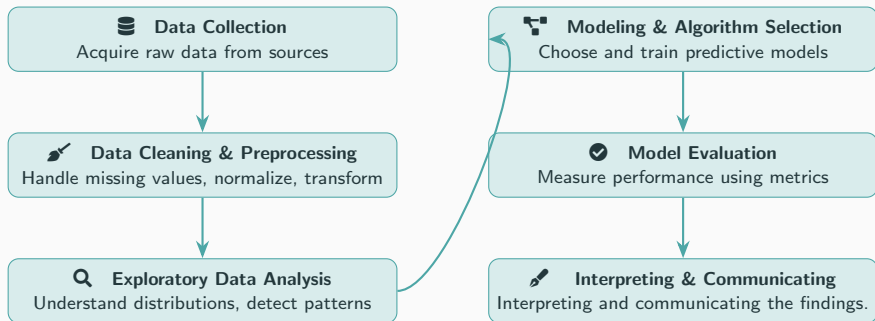 Data Collection
Acquire raw data from sources
Data Cleaning & Preprocessing
Handle missing values, normalize, transform
Exploratory Data Analysis
Understand distributions, detect patterns
Modeling & Algorithm Selection
Choose and train predictive models
Model Evaluation
Measure performance using metrics
Interpreting & Communicating
Interpreting and communicating the findings.